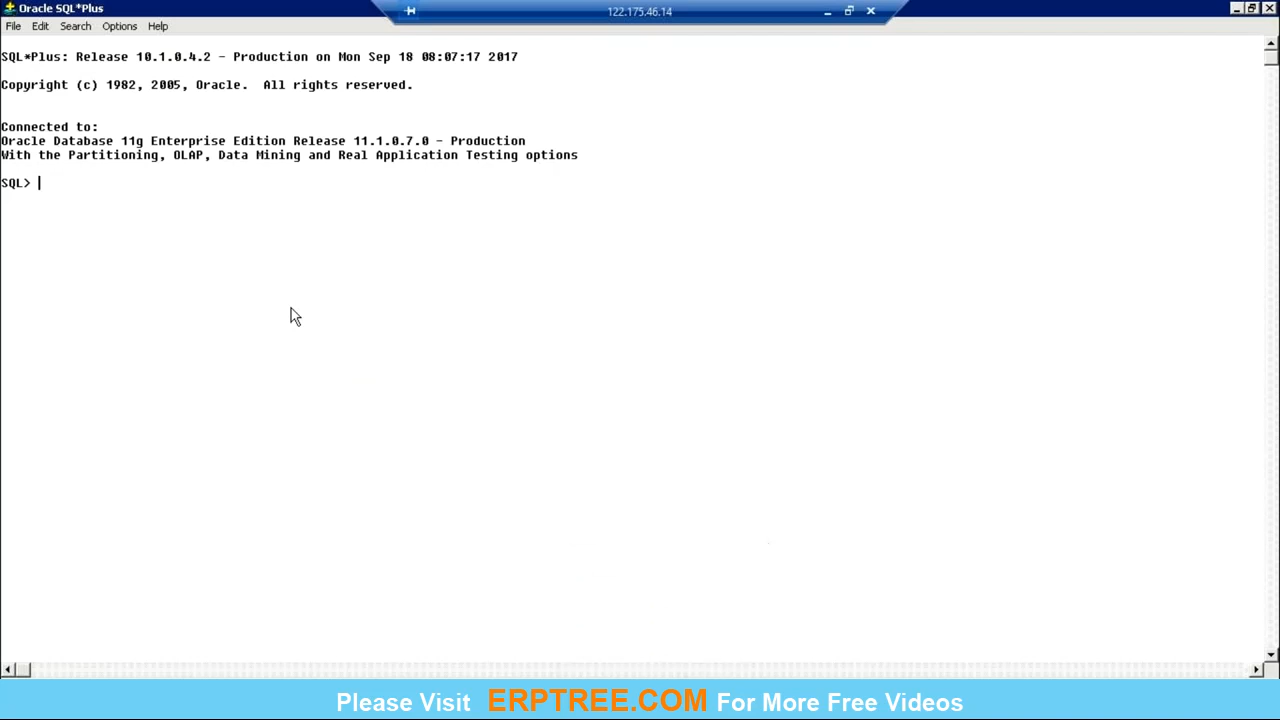 Oracle SQL*Plus
122.175.46.14
File Edit Search Options Help
SQL*Plus: Release 10.1.0.4.2 - Production on Mon Sep 18 08:07:17 2017
Copyright (c) 1982, 2005, Oracle.  All rights reserved.
Connected to:
Oracle Database 11g Enterprise Edition Release 11.1.0.7.0 - Production
With the Partitioning, OLAP, Data Mining and Real Application Testing options
SQL>
Please Visit ERPTREE.COM For More Free Videos